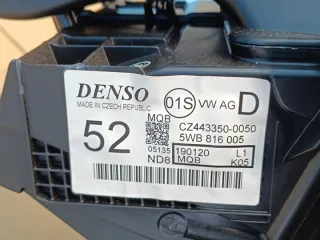 DENSO
MADE IN CZECH REPUBLIC
01S VW AG D
MQB
CZ443350-0050
5WB 816 005
52
05135 190120 L1
ND8 MQB K05